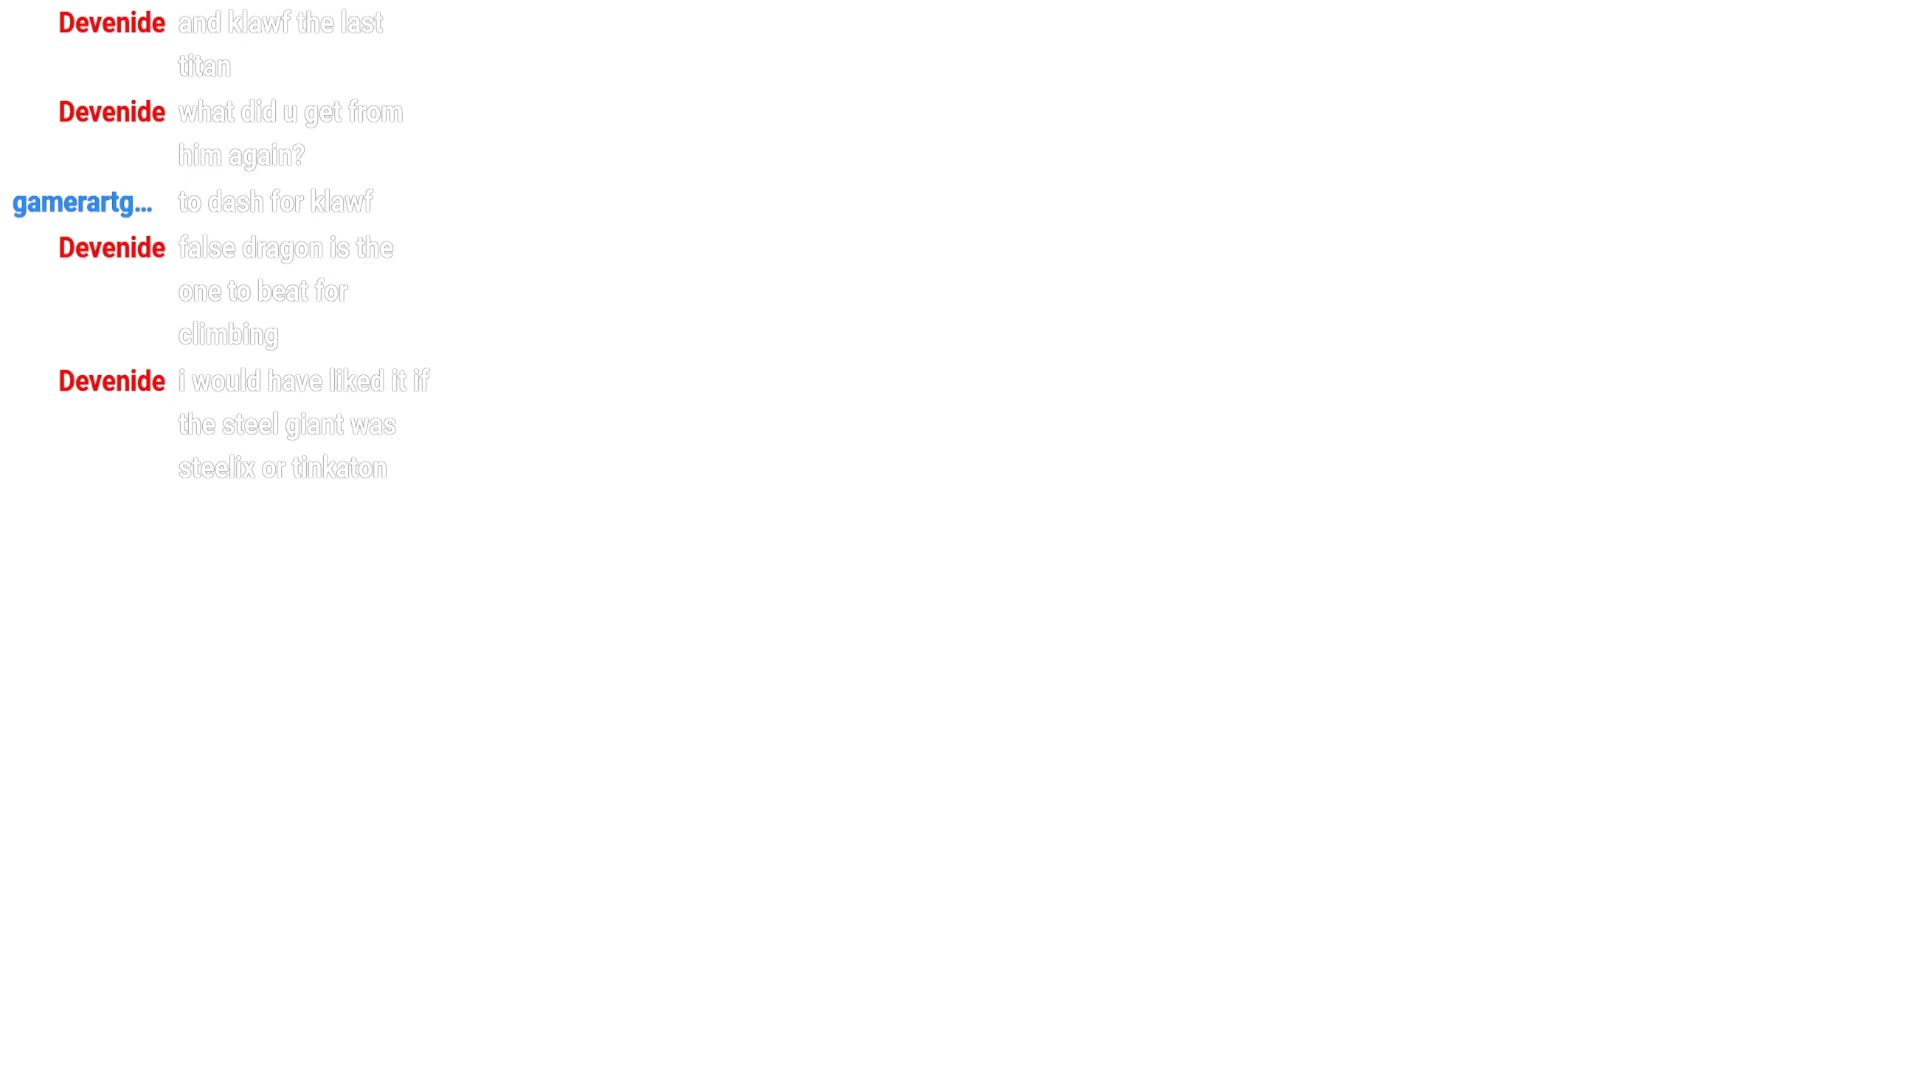 Devenide and klawf the last
titan
Devenide what did u get from
him again?
gamerartg... to dash for klawf
Devenide false dragon is the
one to beat for
climbing
Devenide i would have liked it if
the steel giant was
steelix or tinkaton